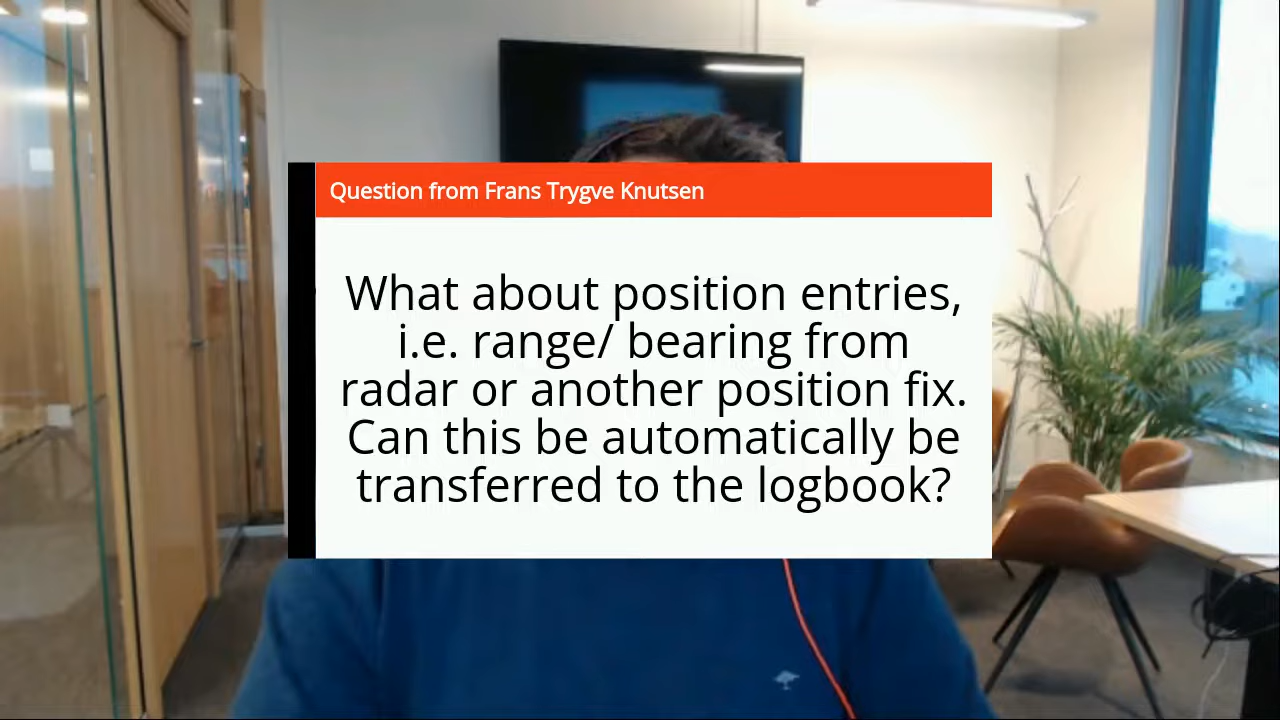 Question from Frans Trygve Knutsen
What about position entries,
i.e. range/ bearing from
radar or another position fix.
Can this be automatically be
transferred to the logbook?